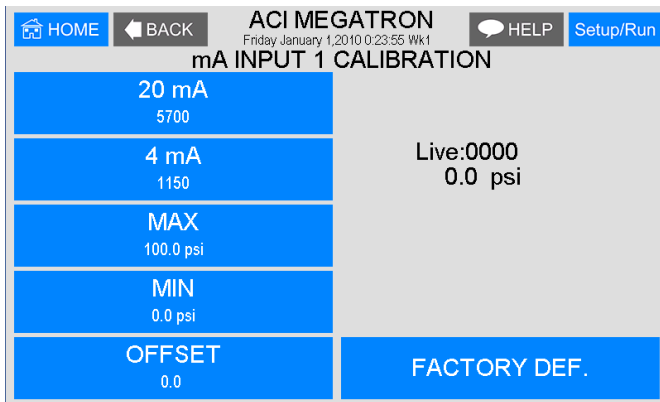 HOME
BACK
ACI MEGATRON
Friday January 1,2010 0:23:55 Wk1
HELP
Setup/Run
mA INPUT 1 CALIBRATION
20 mA
5700
4 mA
1150
MAX
100.0 psi
MIN
0.0 psi
OFFSET
0.0
Live:0000
0.0 psi
FACTORY DEF.